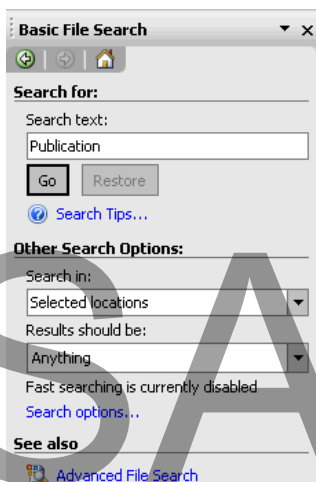 Basic File Search
Search for:
Search text:
Publication
Go Restore
Search Tips...
Other Search Options:
Search in:
Selected locations
Results should be:
Anything
Fast searching is currently disabled
Search options...
See also
Advanced File Search
SA